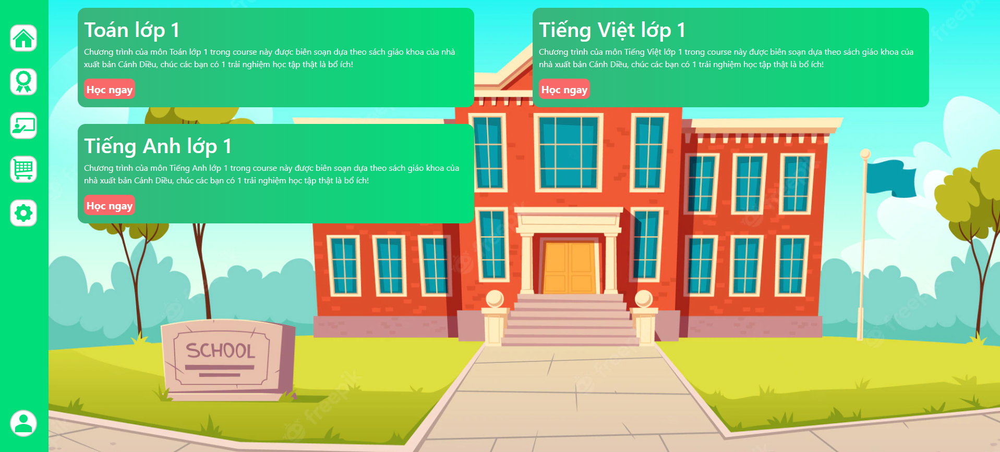 Toán lớp 1
Chương trình của môn Toán lớp 1 trong course này được biên soạn dựa theo sách giáo khoa của nhà
xuất bản Cánh Diều, chúc các bạn có 1 trải nghiệm học tập thật là bổ ích!
Học ngay
Tiếng Việt lớp 1
Chương trình của môn Tiếng Việt lớp 1 trong course này được biên soạn dựa theo sách giáo khoa của
nhà xuất bản Cánh Diều, chúc các bạn có 1 trải nghiệm học tập thật là bổ ích!
Học ngay
Tiếng Anh lớp 1
Chương trình của môn Tiếng Anh lớp 1 trong course này được biên soạn dựa theo sách giáo khoa của
nhà xuất bản Cánh Diều, chúc các bạn có 1 trải nghiệm học tập thật là bổ ích!
Học ngay
SCHOOL
freepik
freepik
freepik
freepik
freepik
freepik